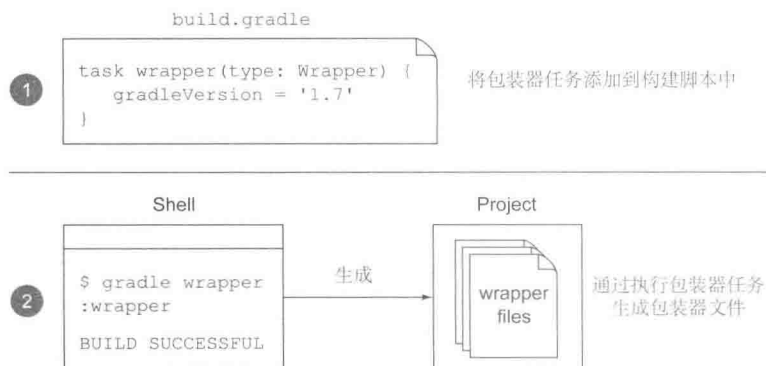 build.gradle
1
task wrapper(type: Wrapper) {
gradleVersion = '1.7'
}
将包装器任务添加到构建脚本中
Shell
Project
2
$ gradle wrapper
:wrapper
BUILD SUCCESSFUL
生成
wrapper
files
通过执行包装器任务
生成包装器文件